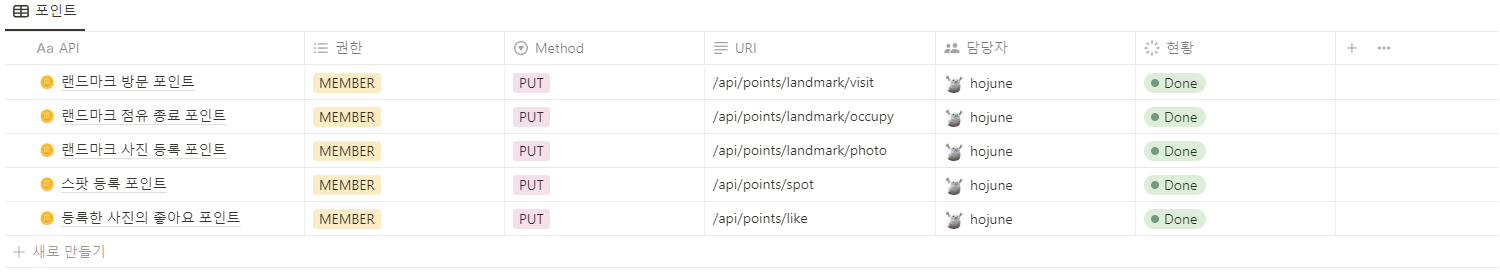 포인트
Aa API 권한 Method URI 담당자 현황
랜드마크 방문 포인트 MEMBER PUT /api/points/landmark/visit hojune Done
랜드마크 점유 종료 포인트 MEMBER PUT /api/points/landmark/occupy hojune Done
랜드마크 사진 등록 포인트 MEMBER PUT /api/points/landmark/photo hojune Done
스팟 등록 포인트 MEMBER PUT /api/points/spot hojune Done
등록한 사진의 좋아요 포인트 MEMBER PUT /api/points/like hojune Done
새로 만들기